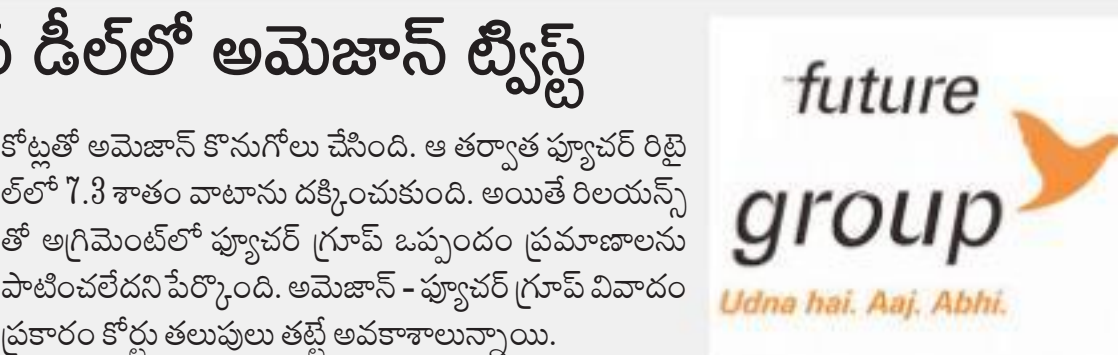 డీల్‌లో అమెజాన్ ట్విస్ట్
కోట్లతో అమెజాన్ కొనుగోలు చేసింది. ఆ తర్వాత ఫ్యూచర్ రిటై
ల్‌లో 7.3 శాతం వాటాను దక్కించుకుంది. అయితే రిలయన్స్
తో అగ్రిమెంట్‌లో ఫ్యూచర్ గ్రూప్ ఒప్పందం ప్రమాణాలను
పాటించలేదనిపేర్కొంది. అమెజాన్ - ఫ్యూచర్ గ్రూప్ వివాదం
ప్రకారం కోర్టు తలుపులు తట్టే అవకాశాలున్నాయి.
future
group
Udna hai. Aaj. Abhi.